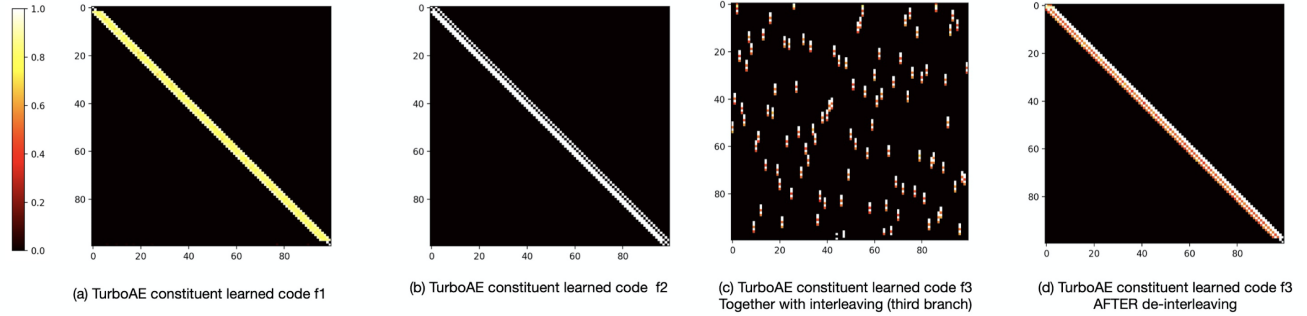 1.0
0.8
0.6
0.4
0.2
0.0
0
20
40
60
80
0 20 40 60 80
(a) TurboAE constituent learned code f1
0
20
40
60
80
0 20 40 60 80
(b) TurboAE constituent learned code  f2
0
20
40
60
80
0 20 40 60 80
(c) TurboAE constituent learned code f3
Together with interleaving (third branch)
0
20
40
60
80
0 20 40 60 80
(d) TurboAE constituent learned code f3
AFTER de-interleaving